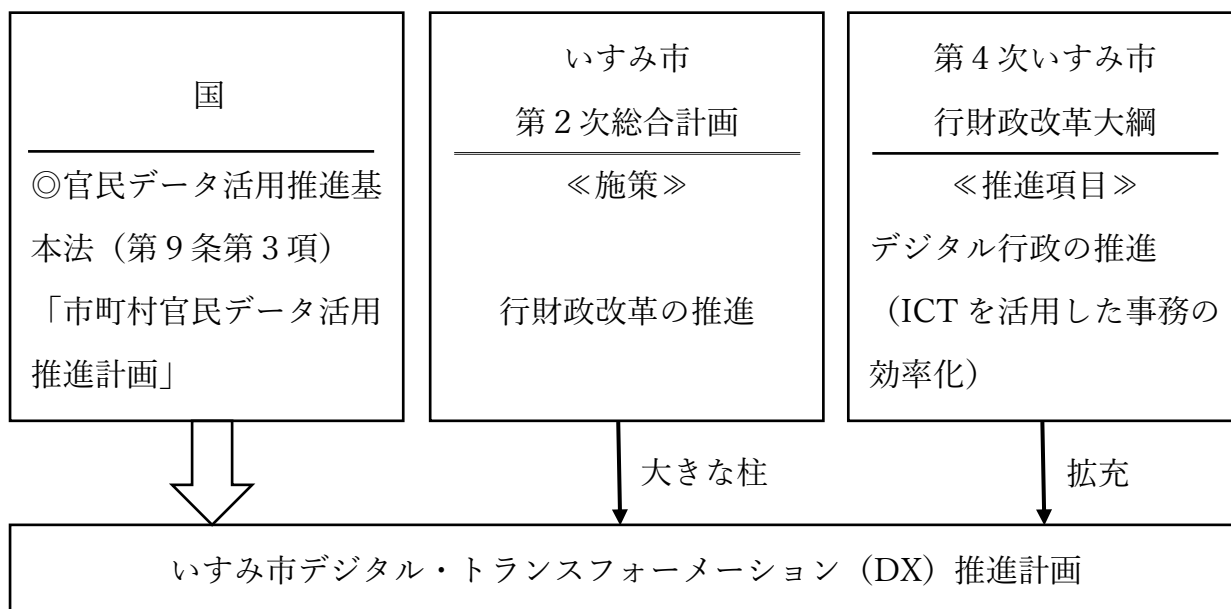 国
◎官民データ活用推進基
本法（第９条第３項）
「市町村官民データ活用
推進計画」
いすみ市
第２次総合計画
≪施策≫
行財政改革の推進
第４次いすみ市
行財政改革大綱
≪推進項目≫
デジタル行政の推進
（ICT を活用した事務の
効率化）
大きな柱
拡充
いすみ市デジタル・トランスフォーメーション（DX）推進計画